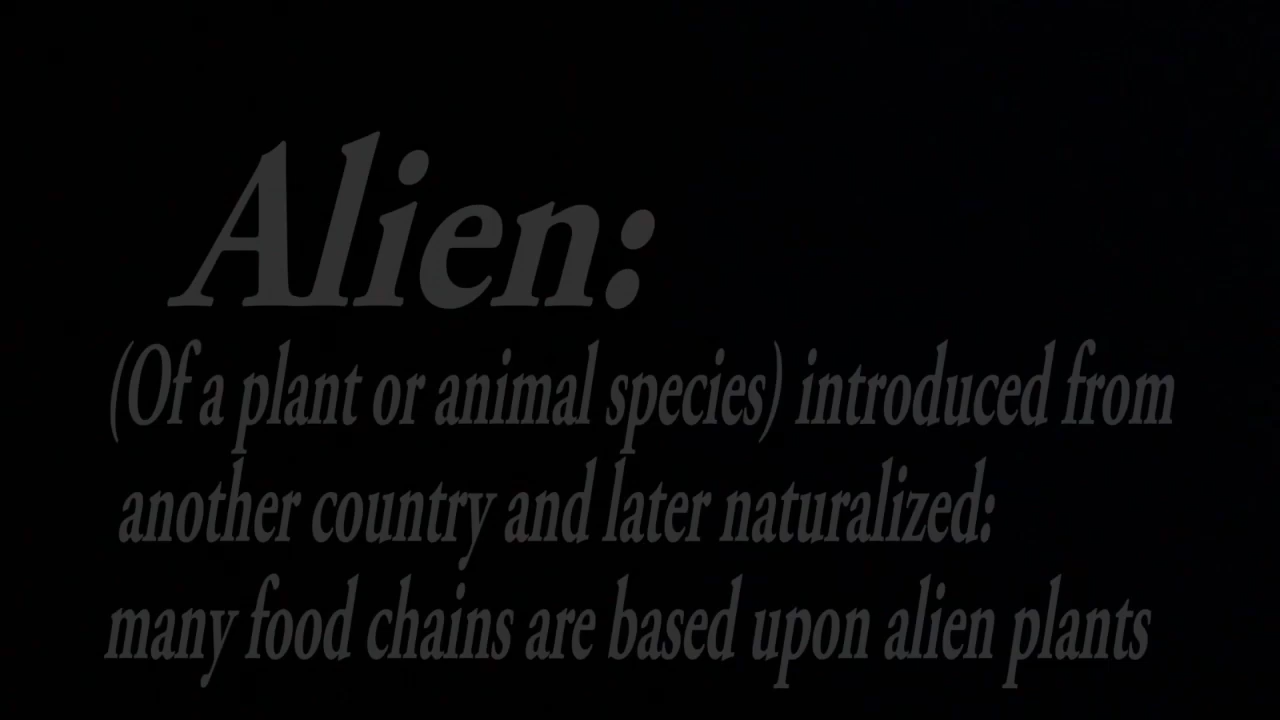 Alien:
(Of a plant or animal species) introduced from
another country and later naturalized:
many food chains are based upon alien plants